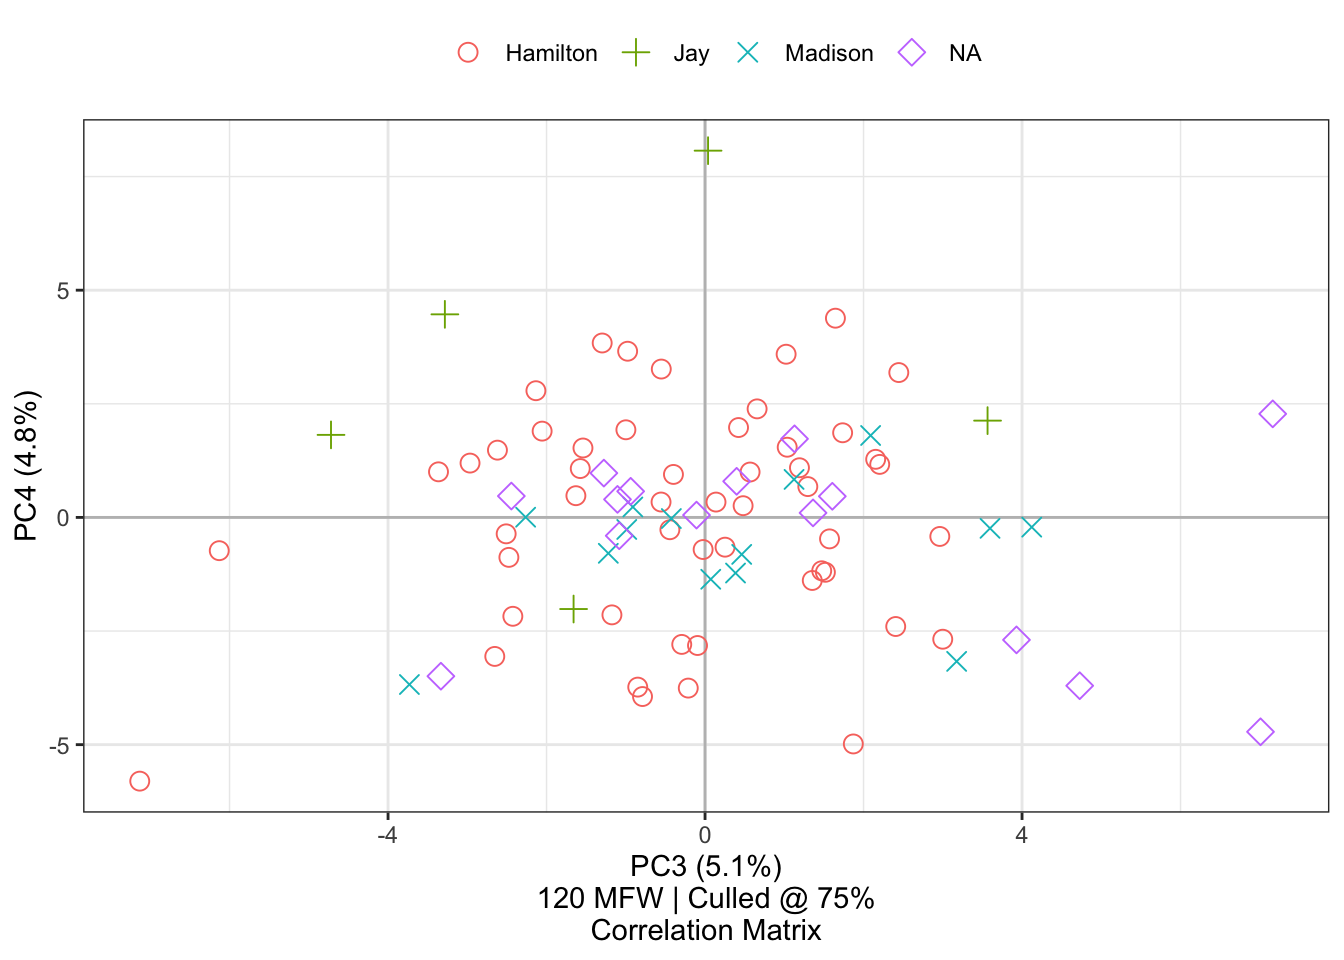 Hamilton Jay Madison NA
PC4 (4.8%)
5
0
-5
-4 0 4
PC3 (5.1%)
120 MFW | Culled @ 75%
Correlation Matrix